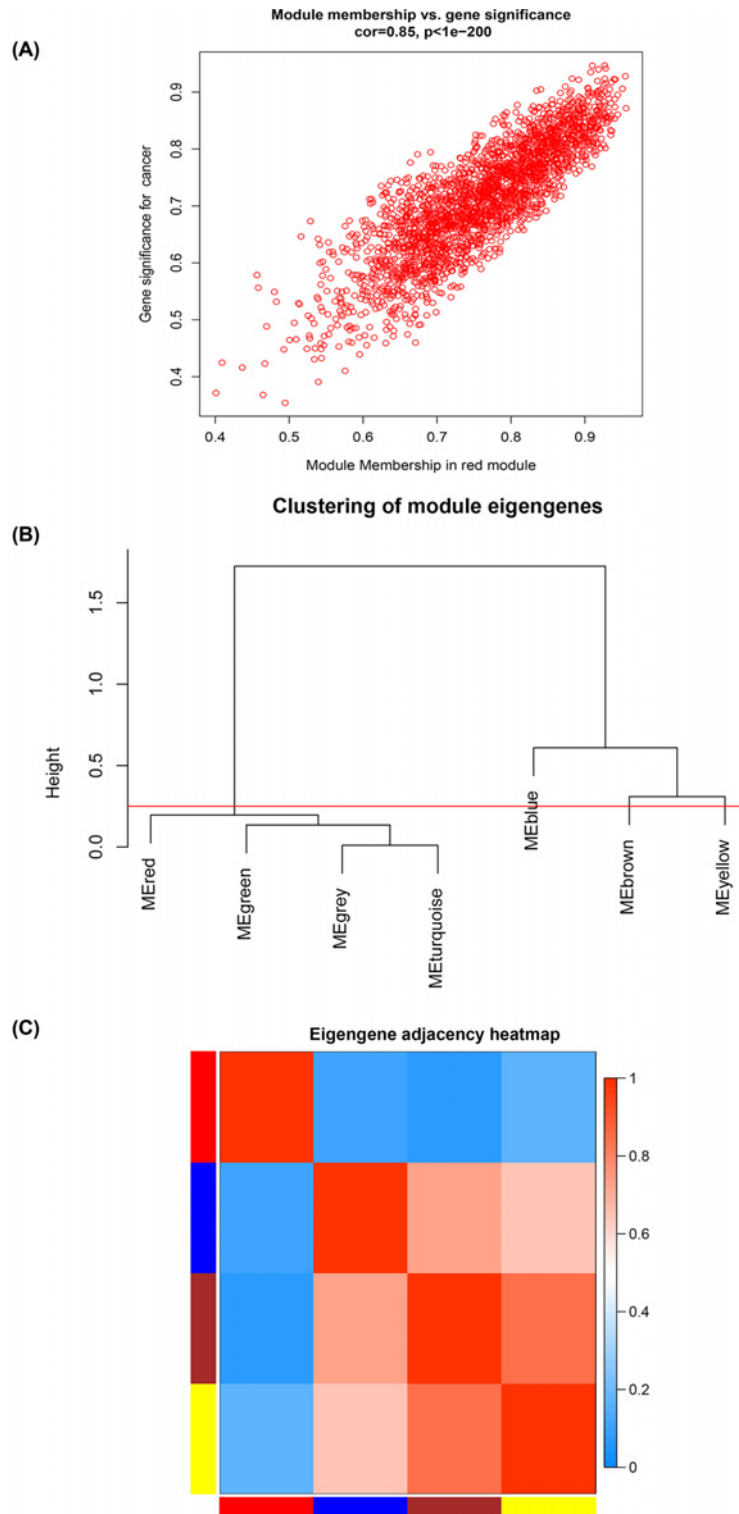 Module membership vs. gene significance
cor=0.85, p<1e−200
(A)
Gene significance for cancer
0.9
0.8
0.7
0.6
0.5
0.4
0.4 0.5 0.6 0.7 0.8 0.9
Module Membership in red module
Clustering of module eigengenes
(B)
Height
1.5
1.0
0.5
0.0
MEred
MEgreen
MEgrey
MEturquoise
MEblue
MEbrown
MEyellow
(C)
Eigengene adjacency heatmap
1
0.8
0.6
0.4
0.2
0